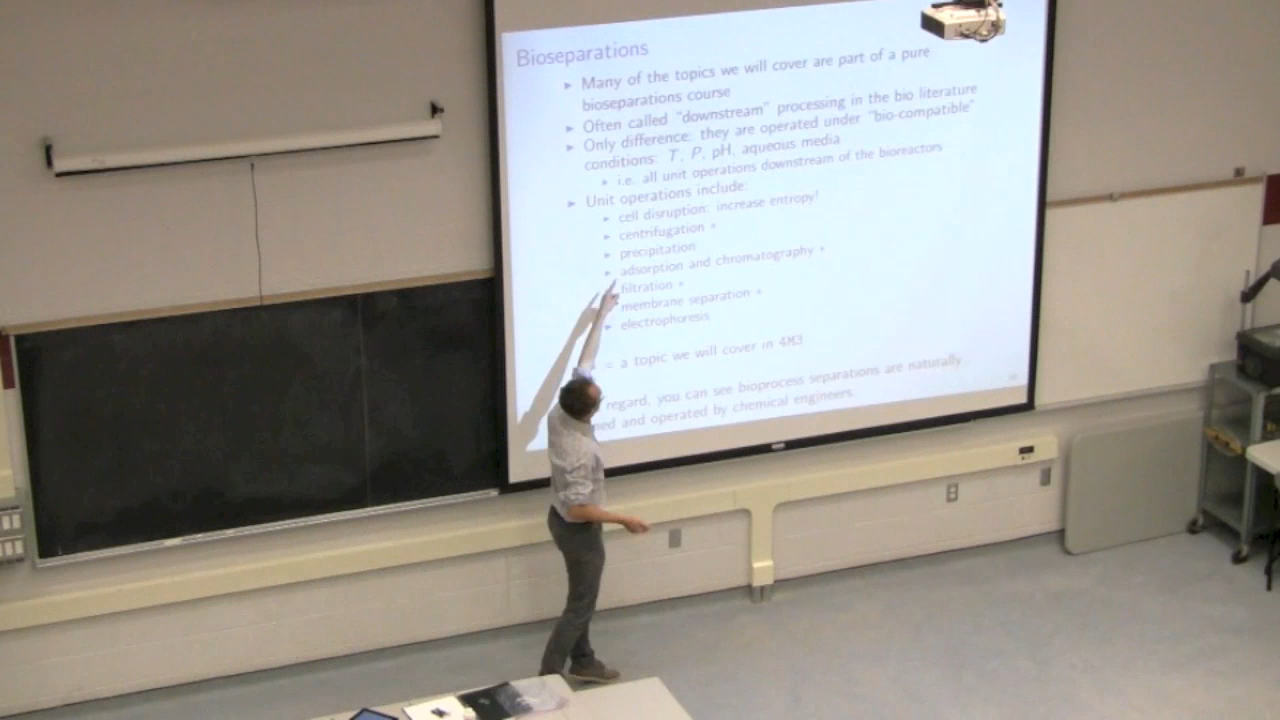 Bioseparations
▸ Many of the topics we will cover are part of a pure
bioseparations course
▸ Often called "downstream" processing in the bio literature
▸ Only difference: they are operated under "bio-compatible"
conditions: T, P, pH, aqueous media
▸ i.e. all unit operations downstream of the bioreactors
▸ Unit operations include:
▸ cell disruption: increase entropy!
▸ centrifugation *
▸ precipitation
▸ adsorption and chromatography *
filtration *
membrane separation *
▸ electrophoresis
= a topic we will cover in 4M3
regard, you can see bioprocess separations are naturally
and operated by chemical engineers.